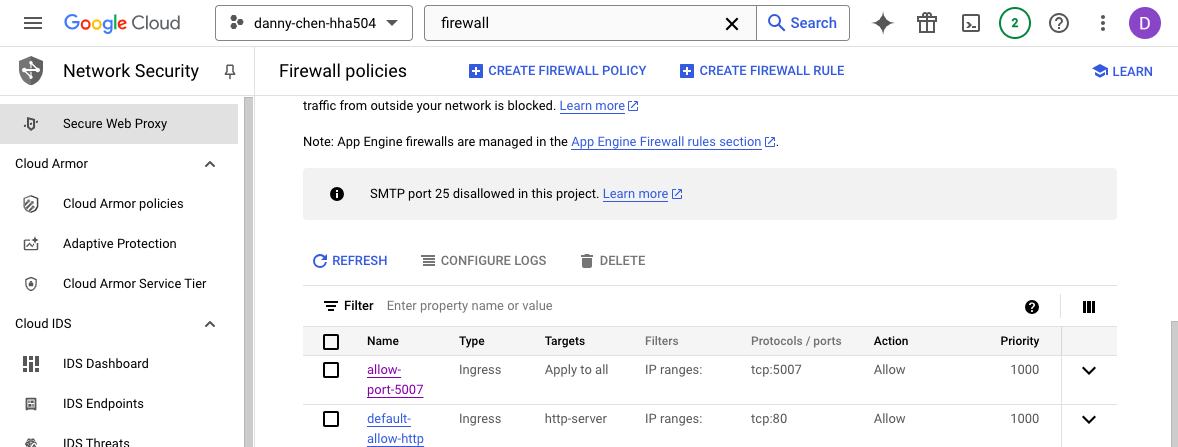 Google Cloud danny-chen-hha504 firewall Search 2 D
Network Security
Firewall policies CREATE FIREWALL POLICY CREATE FIREWALL RULE LEARN
Secure Web Proxy
Cloud Armor
Cloud Armor policies
Adaptive Protection
Cloud Armor Service Tier
Cloud IDS
IDS Dashboard
IDS Endpoints
IDS Threats
traffic from outside your network is blocked. Learn more
Note: App Engine firewalls are managed in the App Engine Firewall rules section.
SMTP port 25 disallowed in this project. Learn more
REFRESH CONFIGURE LOGS DELETE
Filter Enter property name or value
Name Type Targets Filters Protocols / ports Action Priority
allow- Ingress Apply to all IP ranges: tcp:5007 Allow 1000
port-5007
default- Ingress http-server IP ranges: tcp:80 Allow 1000
allow-http